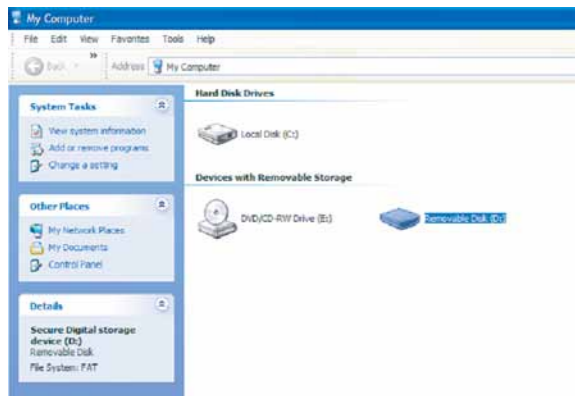 My Computer
File Edit View Favorites Tools Help
Back » Address My Computer
System Tasks
View system information
Add or remove programs
Change a setting
Other Places
My Network Places
My Documents
Control Panel
Details
Secure Digital storage
device (D:)
Removable Disk
File System: FAT
Hard Disk Drives
Local Disk (C:)
Devices with Removable Storage
DVD/CD-RW Drive (E:)
Removable Disk (D:)